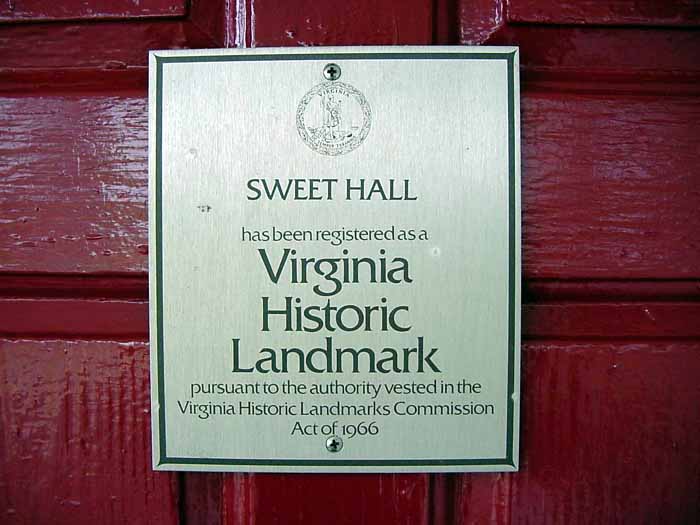 VIRGINIA
SWEET HALL
has been registered as a
Virginia
Historic
Landmark
pursuant to the authority vested in the
Virginia Historic Landmarks Commission
Act of 1966